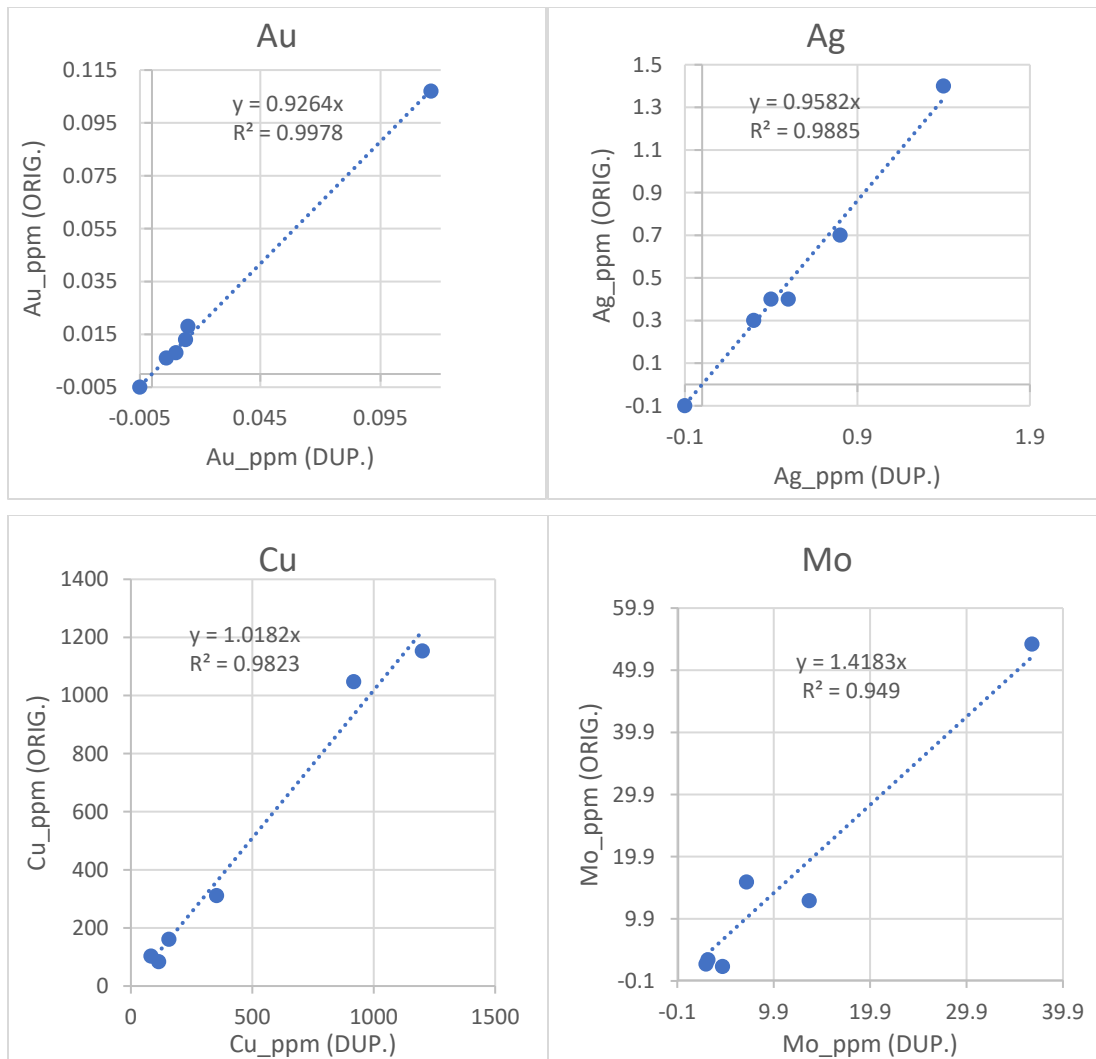 Au
0.115
0.095
0.075
0.055
0.035
0.015
-0.005
Au_ppm (ORIG.)
y = 0.9264x
R² = 0.9978
-0.005 0.045 0.095
Au_ppm (DUP.)
Ag
1.5
1.3
1.1
0.9
0.7
0.5
0.3
0.1
-0.1
Ag_ppm (ORIG.)
y = 0.9582x
R² = 0.9885
-0.1 0.9 1.9
Ag_ppm (DUP.)
Cu
1400
1200
1000
800
600
400
200
0
Cu_ppm (ORIG.)
y = 1.0182x
R² = 0.9823
0 500 1000 1500
Cu_ppm (DUP.)
Mo
59.9
49.9
39.9
29.9
19.9
9.9
-0.1
Mo_ppm (ORIG.)
y = 1.4183x
R² = 0.949
-0.1 9.9 19.9 29.9 39.9
Mo_ppm (DUP.)